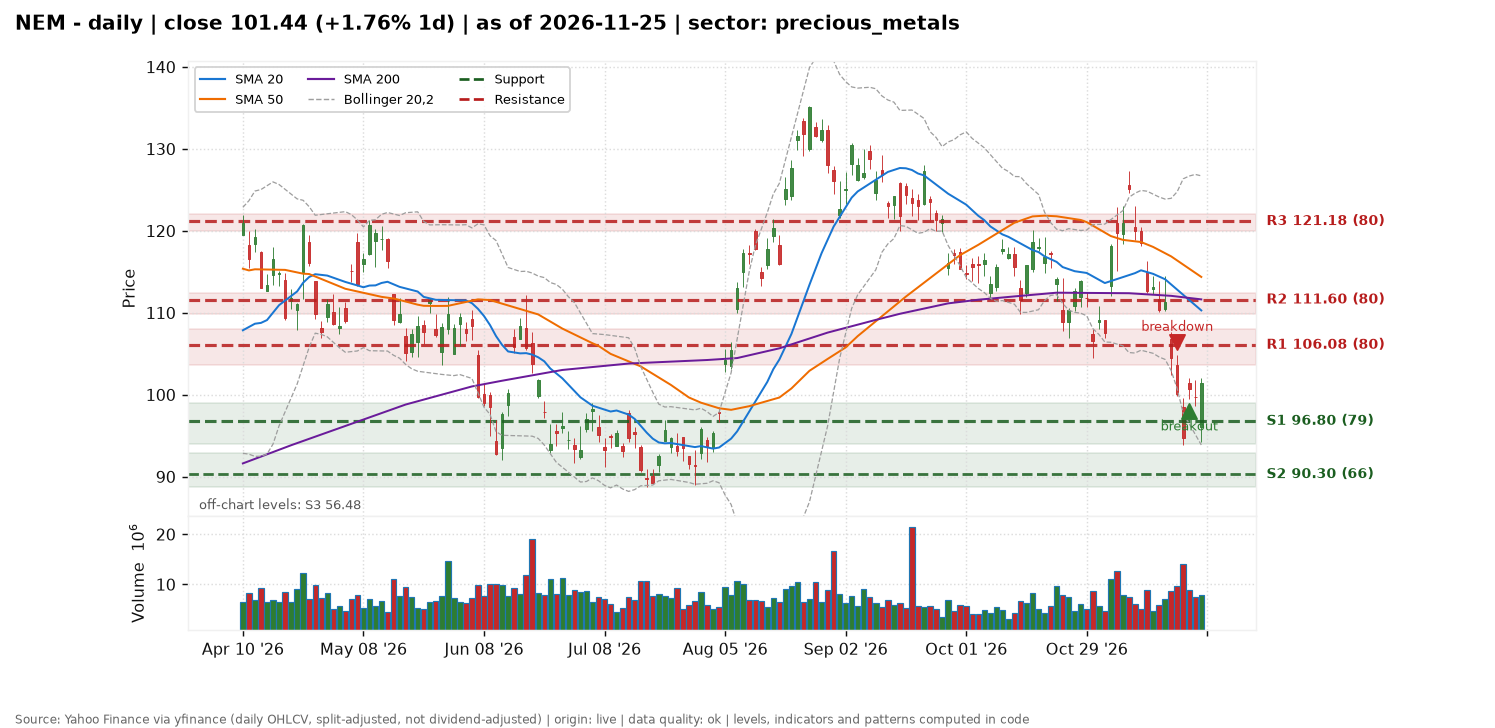 NEM - daily | close 101.44 (+1.76% 1d) | as of 2026-11-25 | sector: precious_metals
SMA 20
SMA 50
SMA 200
Bollinger 20,2
Support
Resistance
Price
140
130
120
110
100
90
R3 121.18 (80)
R2 111.60 (80)
breakdown
R1 106.08 (80)
S1 96.80 (79)
breakout
S2 90.30 (66)
off-chart levels: S3 56.48
Volume 10⁶
20
10
Apr 10 '26
May 08 '26
Jun 08 '26
Jul 08 '26
Aug 05 '26
Sep 02 '26
Oct 01 '26
Oct 29 '26
Source: Yahoo Finance via yfinance (daily OHLCV, split-adjusted, not dividend-adjusted) | origin: live | data quality: ok | levels, indicators and patterns computed in code